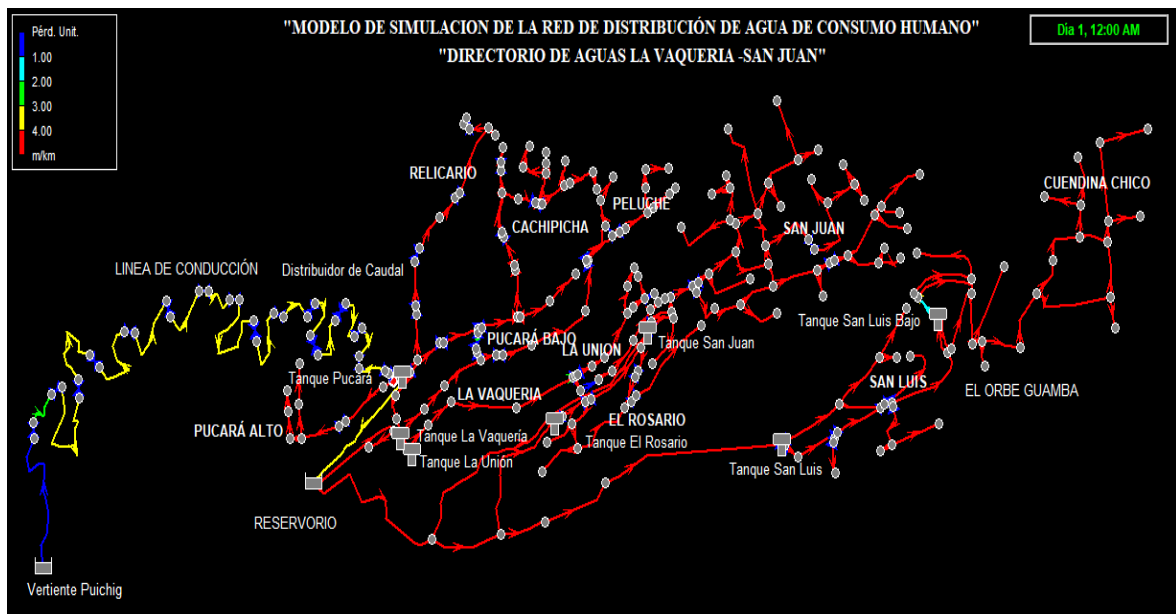 Pérd. Unit.
1.00
2.00
3.00
4.00
m/km
"MODELO DE SIMULACION DE LA RED DE DISTRIBUCIÓN DE AGUA DE CONSUMO HUMANO"
"DIRECTORIO DE AGUAS LA VAQUERIA -SAN JUAN"
Día 1, 12:00 AM
RELICARIO
CACHIPICHA
PELUCHE
SAN JUAN
CUENDINA CHICO
LINEA DE CONDUCCIÓN
Distribuidor de Caudal
Tanque Pucará
PUCARÁ BAJO
LA UNION
Tanque San Juan
Tanque San Luis Bajo
LA VAQUERIA
SAN LUIS
EL ORBE GUAMBA
PUCARÁ ALTO
EL ROSARIO
Tanque La Vaquería
Tanque El Rosario
Tanque La Unión
Tanque San Luis
RESERVORIO
Vertiente Puichig